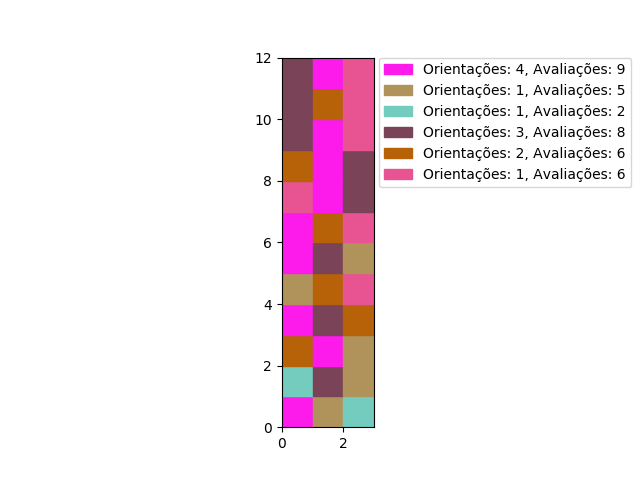 12
10
8
6
4
2
0
0
2
Orientações: 4, Avaliações: 9
Orientações: 1, Avaliações: 5
Orientações: 1, Avaliações: 2
Orientações: 3, Avaliações: 8
Orientações: 2, Avaliações: 6
Orientações: 1, Avaliações: 6